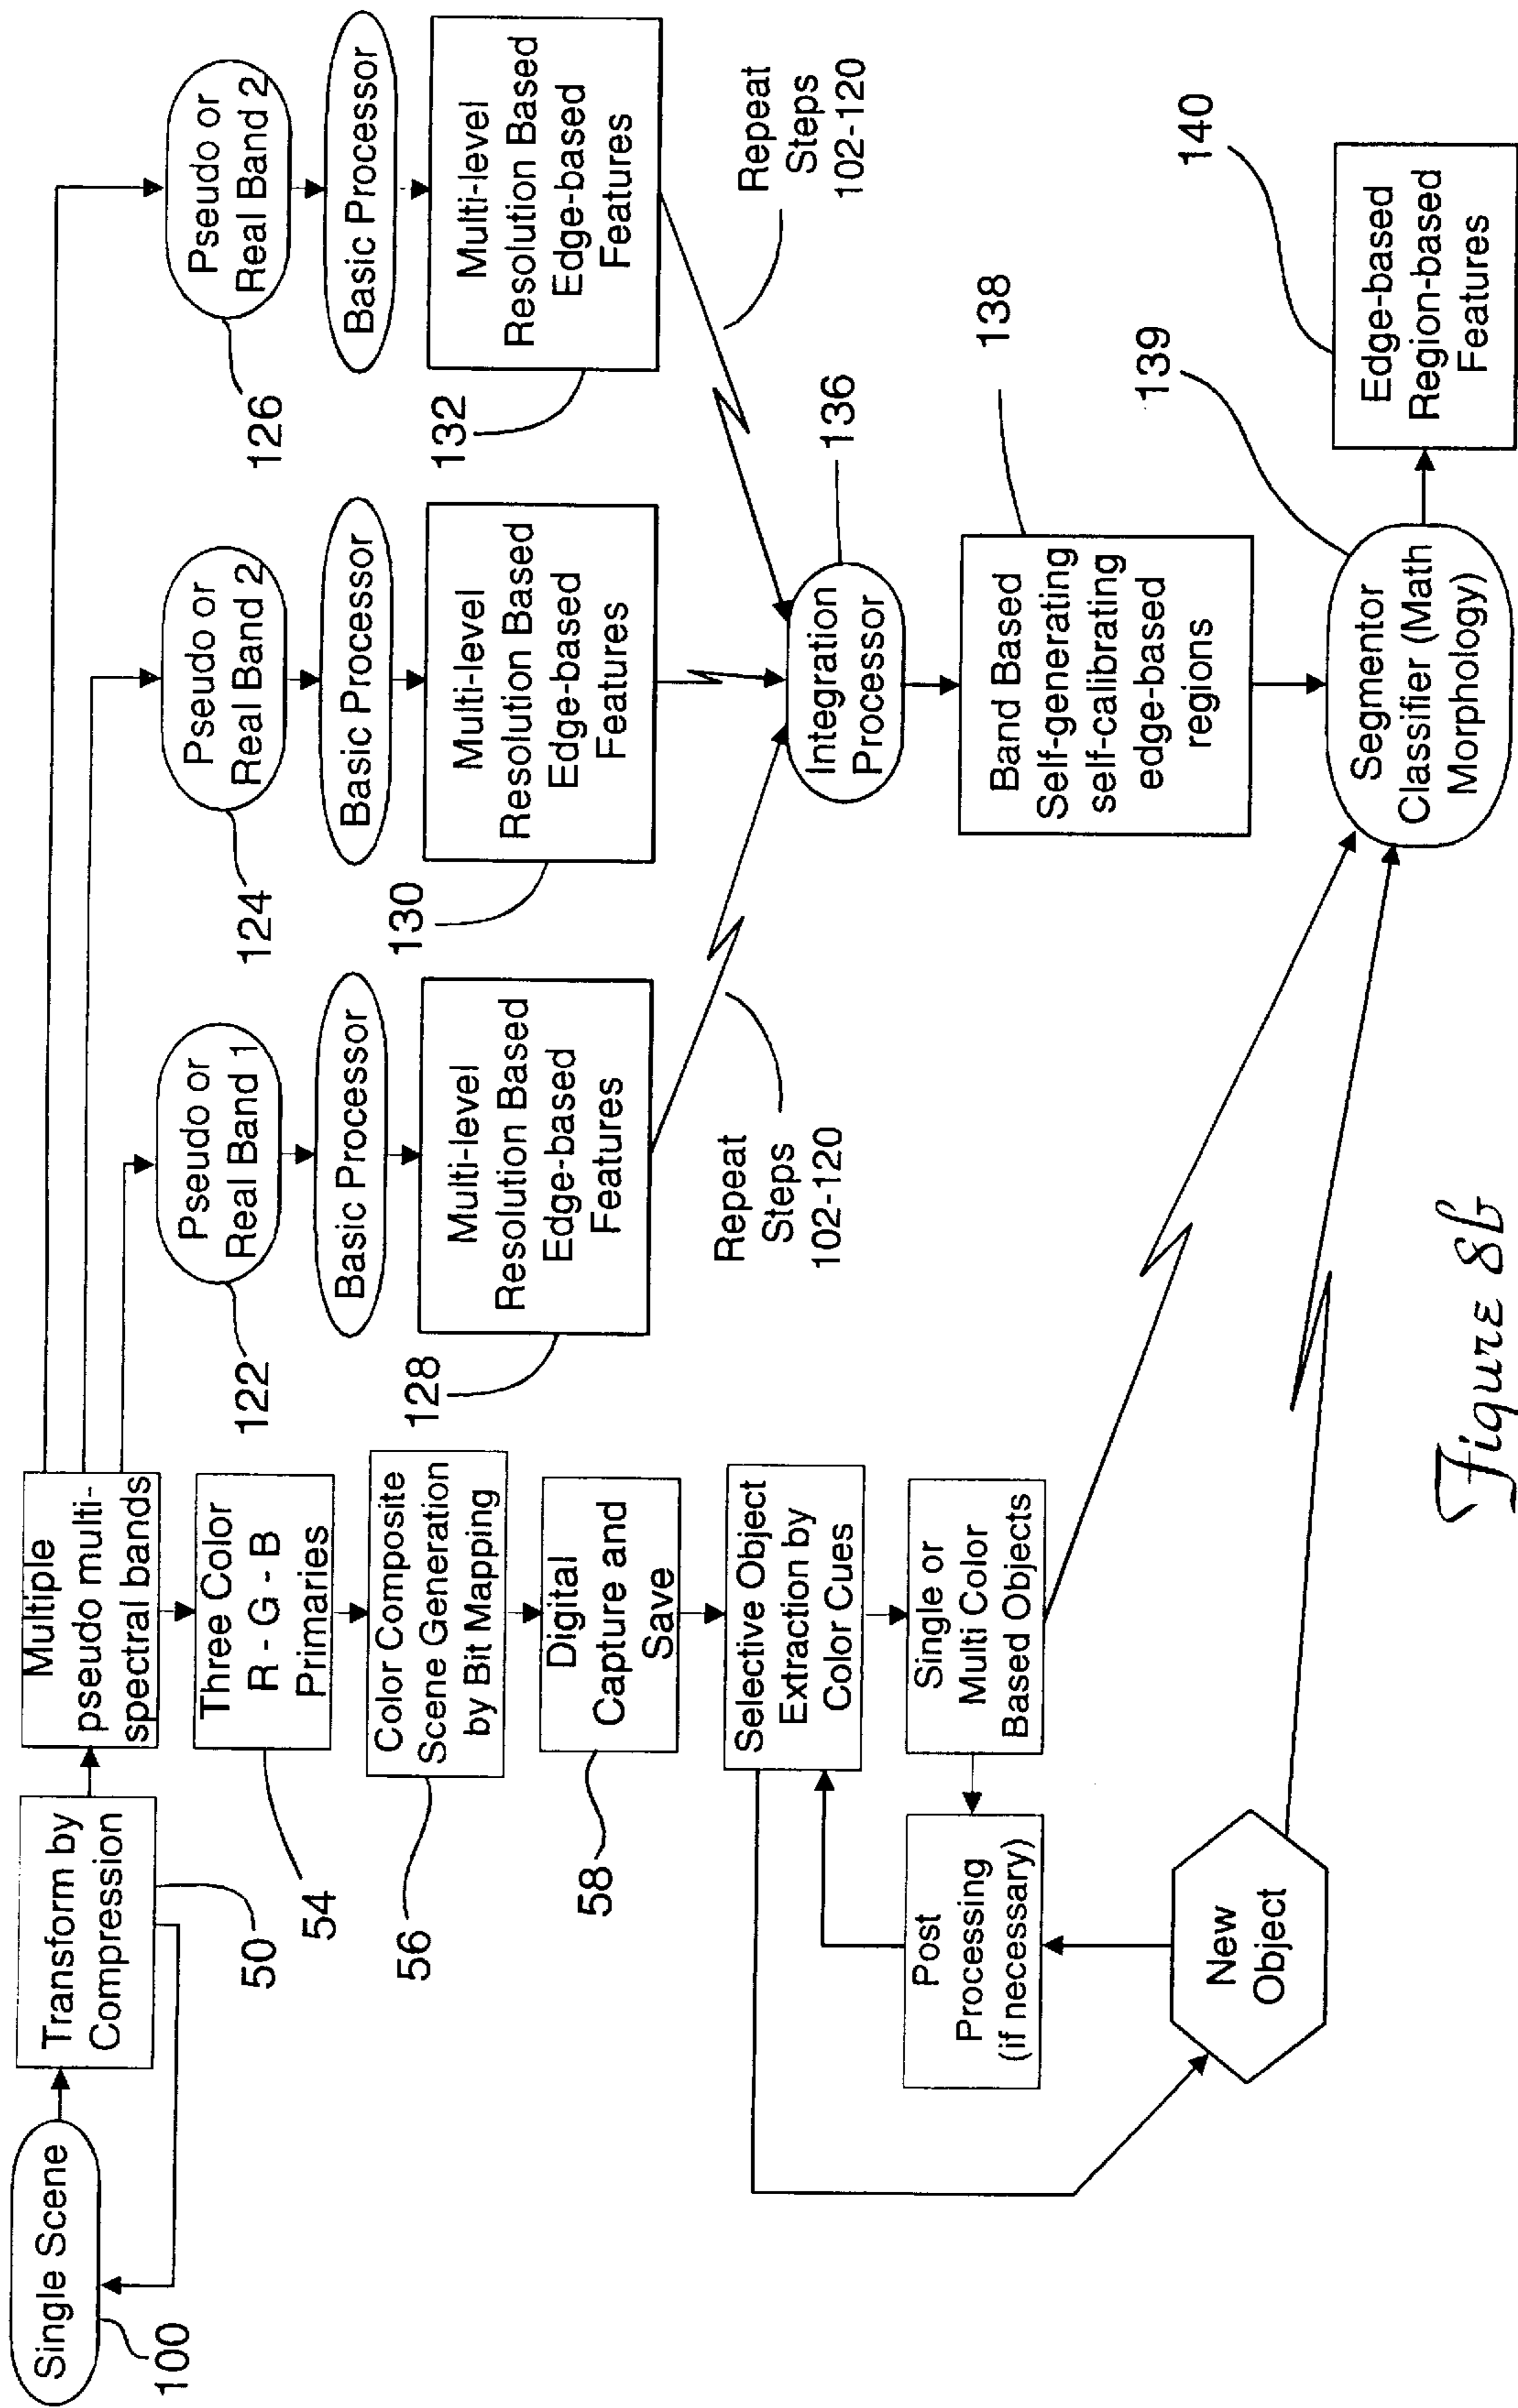 Single Scene
100
Transform by
Compression
50
Multiple
pseudo multi-
spectral bands
Three Color
R - G - B
Primaries
54
Color Composite
Scene Generation
by Bit Mapping
56
Digital
Capture and
Save
58
Selective Object
Extraction by
Color Cues
Single or
Multi Color
Based Objects
Post
Processing
(if necessary)
New
Object
Pseudo or
Real Band 1
122
Basic Processor
Multi-level
Resolution Based
Edge-based
Features
128
Repeat
Steps
102-120
Pseudo or
Real Band 2
124
Basic Processor
Multi-level
Resolution Based
Edge-based
Features
130
Pseudo or
Real Band 2
126
Basic Processor
Multi-level
Resolution Based
Edge-based
Features
132
Repeat
Steps
102-120
Integration
Processor
136
Band Based
Self-generating
self-calibrating
edge-based
regions
138
Segmentor
Classifier (Math
Morphology)
139
Edge-based
Region-based
Features
140
Figure 8b